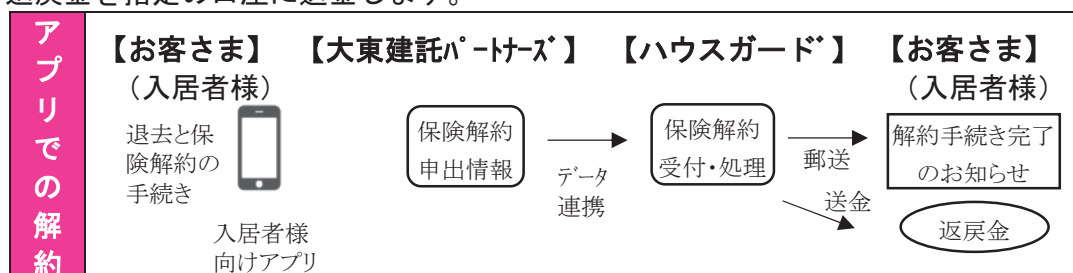 返戻金を指定の口座に送金します。
アプリでの解約
【お客さま】 【大東建託パートナーズ】 【ハウスガード】 【お客さま】
(入居者様)
(入居者様)
退去と保
険解約の
手続き
入居者様
向けアプリ
保険解約
申出情報
データ
連携
保険解約
受付・処理
郵送
送金
解約手続き完了
のお知らせ
返戻金